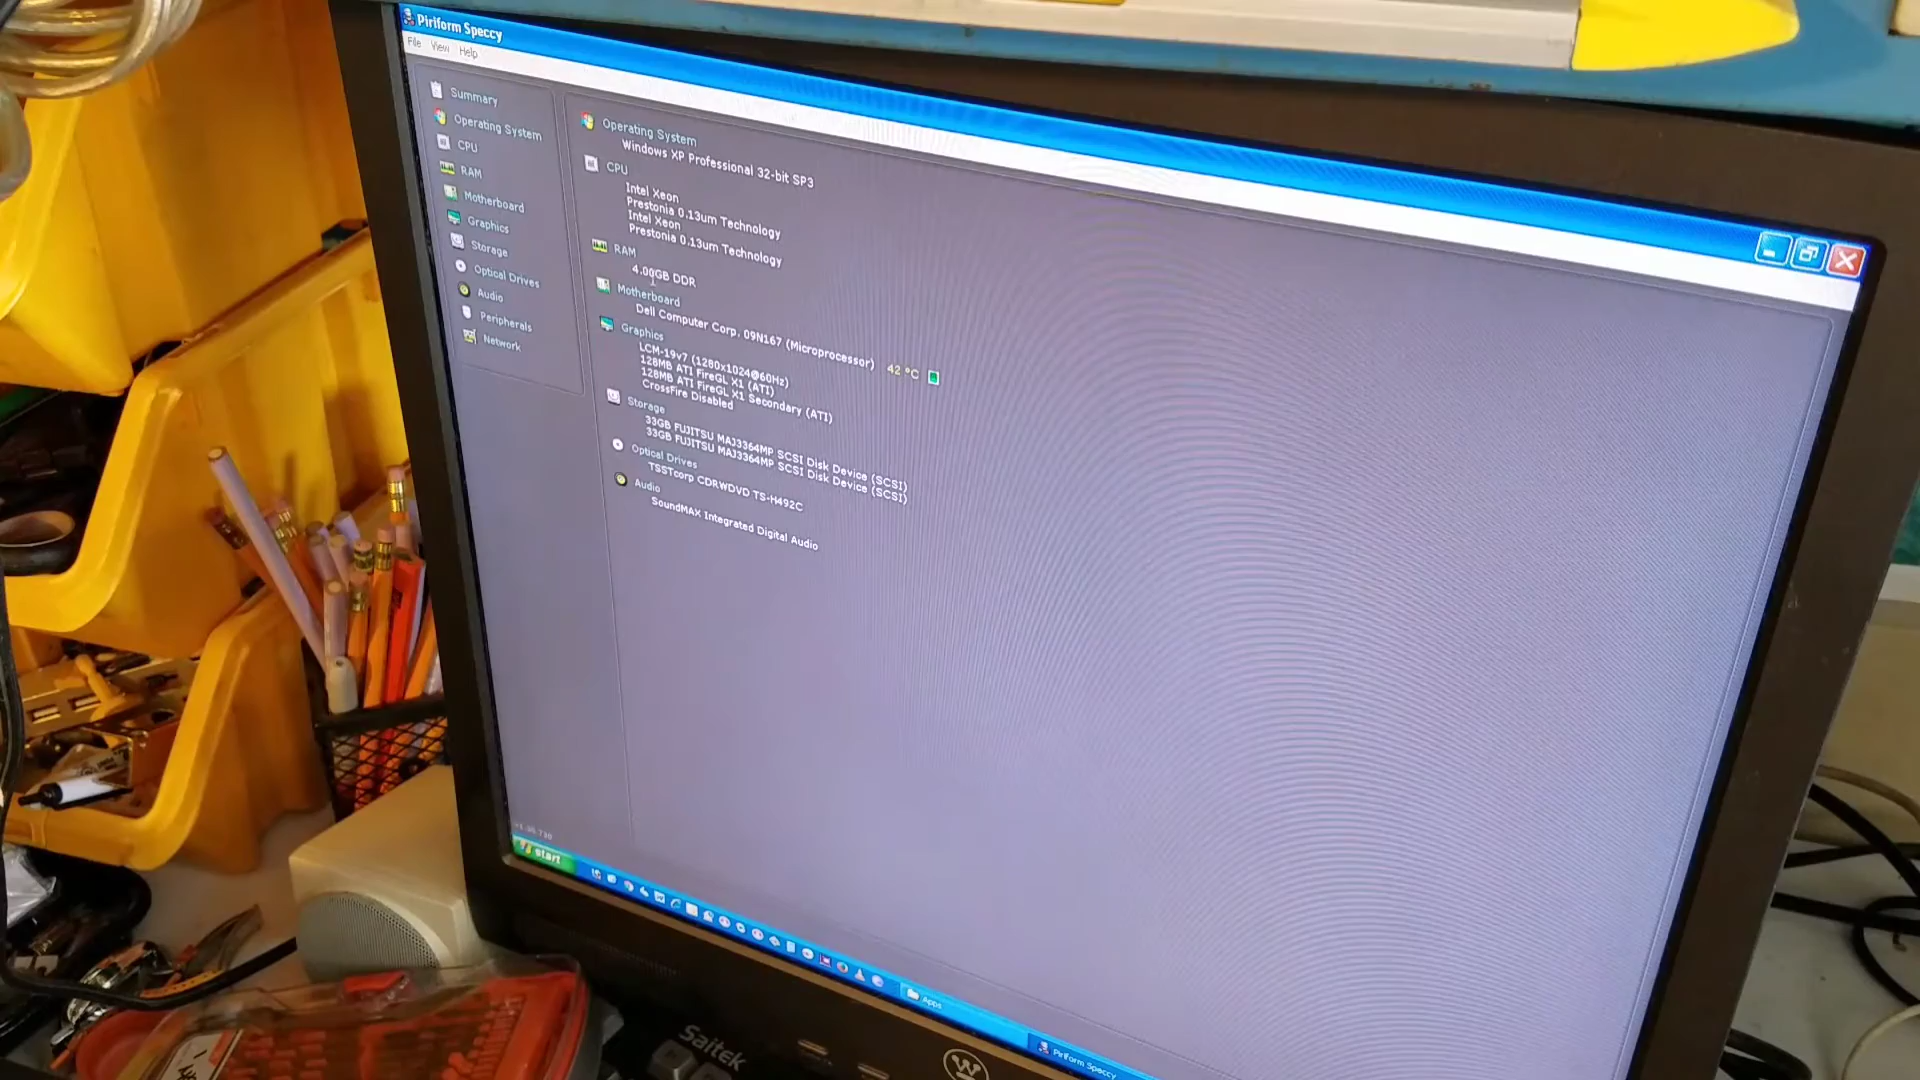 Piriform Speccy
File View Help
Summary
Operating System
CPU
RAM
Motherboard
Graphics
Storage
Optical Drives
Audio
Peripherals
Network
Operating System
Windows XP Professional 32-bit SP3
CPU
Intel Xeon
Prestonia 0.13um Technology
Intel Xeon
Prestonia 0.13um Technology
RAM
4.00GB DDR
Motherboard
Dell Computer Corp. 09N167 (Microprocessor) 42 °C
Graphics
LCM-19v7 (1280x1024@60Hz)
128MB ATI FireGL X1 (ATI)
128MB ATI FireGL X1 Secondary (ATI)
CrossFire Disabled
Storage
33GB FUJITSU MAJ3364MP SCSI Disk Device (SCSI)
33GB FUJITSU MAJ3364MP SCSI Disk Device (SCSI)
Optical Drives
TSSTcorp CDRWDVD TS-H492C
Audio
SoundMAX Integrated Digital Audio
start
Apps
Piriform Speccy
Saitek
W